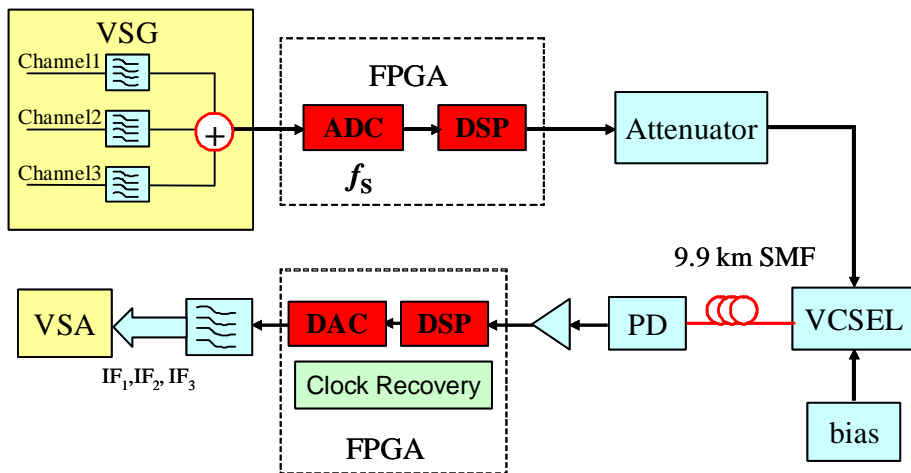 VSG
Channel1
Channel2
Channel3
+
FPGA
ADC
DSP
fs
Attenuator
9.9 km SMF
VSA
IF1,IF2, IF3
DAC
DSP
Clock Recovery
FPGA
PD
VCSEL
bias